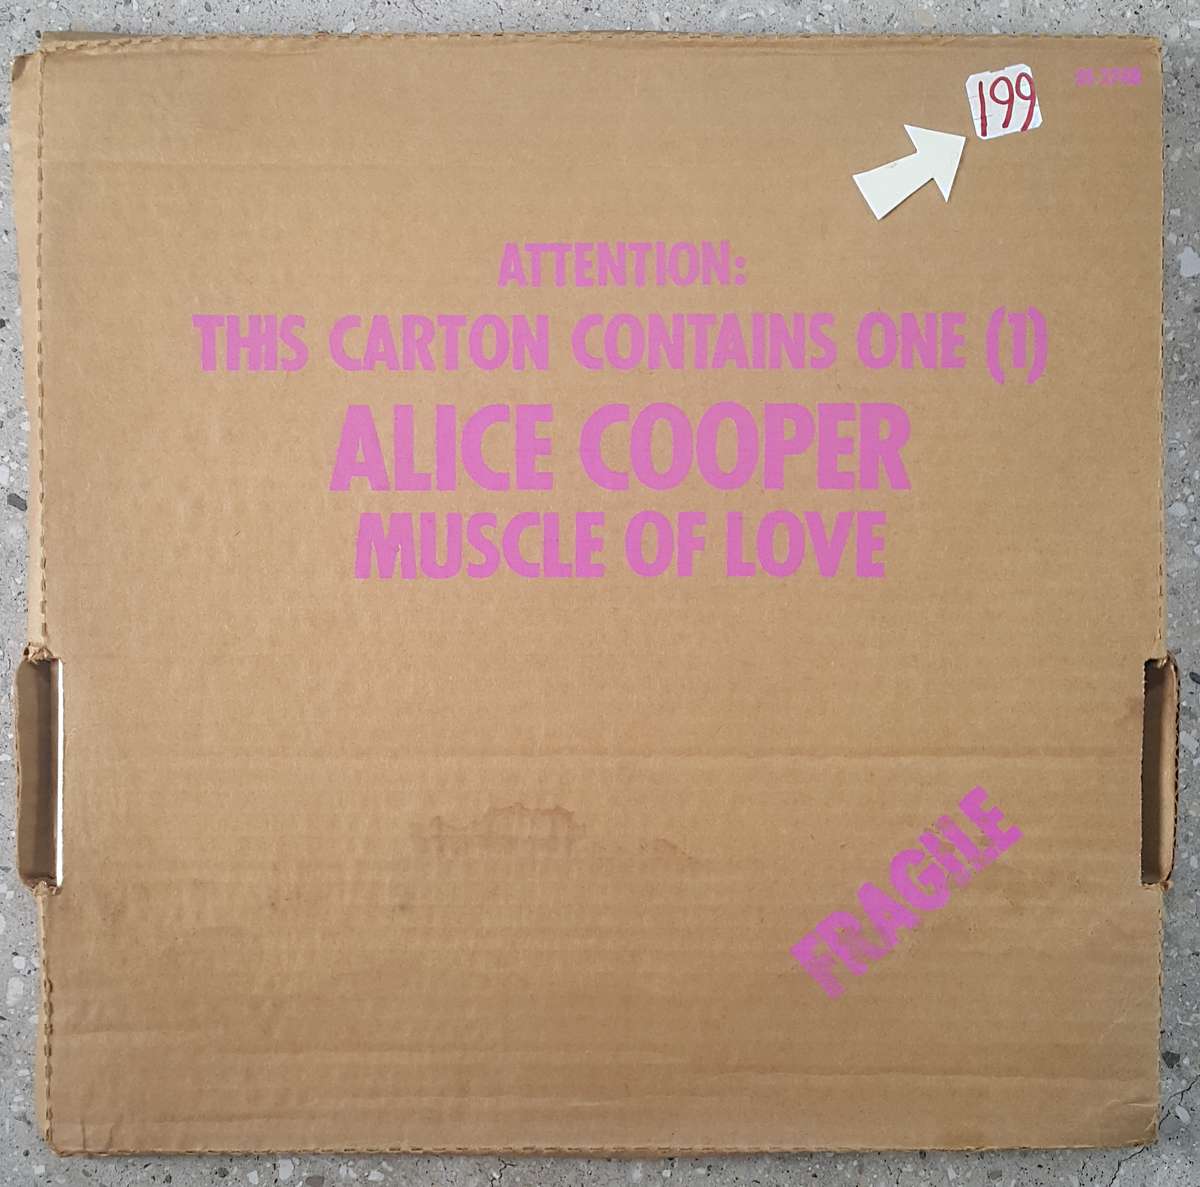 199
ATTENTION:
THIS CARTON CONTAINS ONE (1)
ALICE COOPER
MUSCLE OF LOVE
FRAGILE